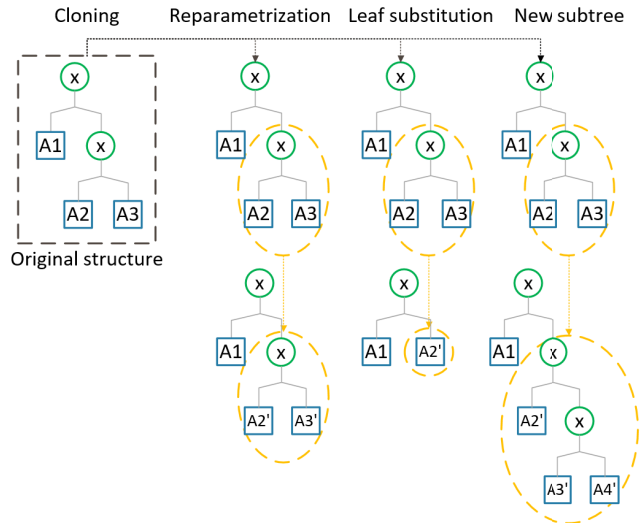 Cloning Reparametrization Leaf substitution New subtree
x x x x
A1 x A1 x A1 x A1 x
A2 A3 A2 A3 A2 A3 A2 A3
Original structure
x x x
A1 x A1 A2' A1 x
A2' A3' A2' x
A3' A4'